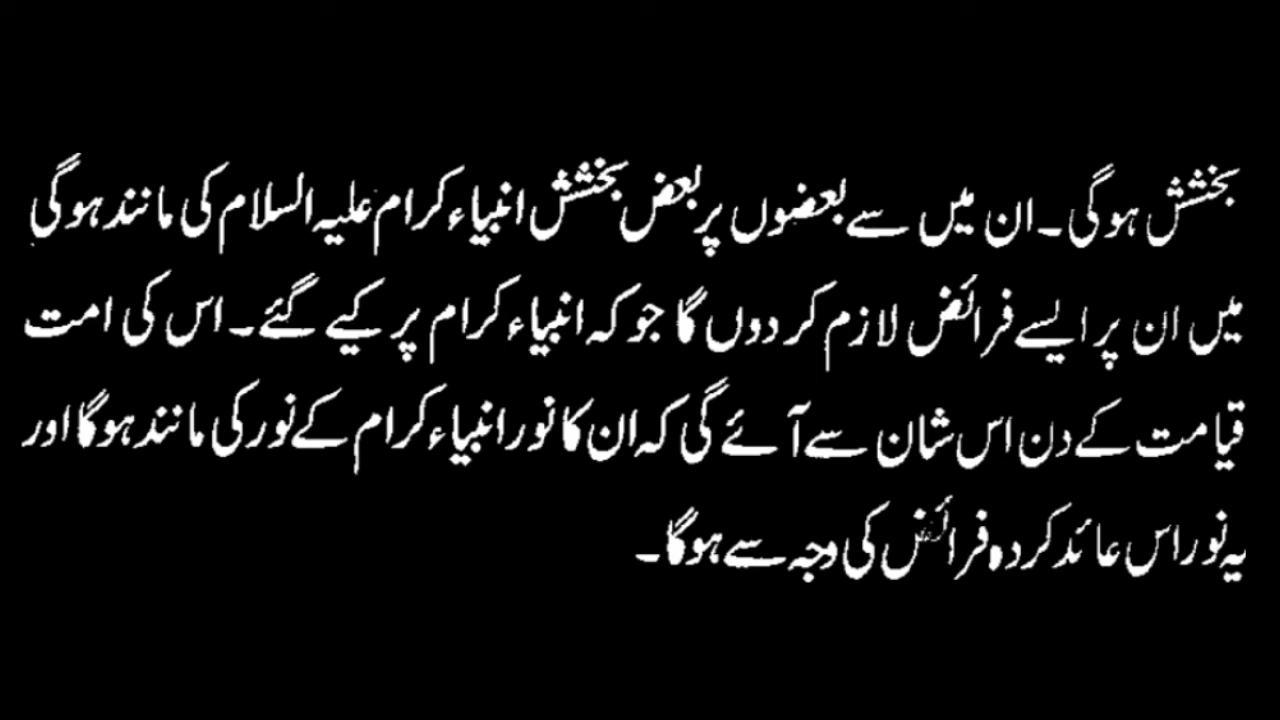 بخشش ہوگی۔ ان میں سے بعضوں پر بعض بخشش انبیاء کرام علیہ السلام کی مانند ہوگی
میں ان پر ایسے فرائض لازم کر دوں گا جو کہ انبیاء کرام پر کیے گئے۔ اس کی امت
قیامت کے دن اس شان سے آئے گی کہ ان کا نور انبیاء کرام کے نور کی مانند ہوگا اور
یہ نور اس عائد کردہ فرائض کی وجہ سے ہوگا۔